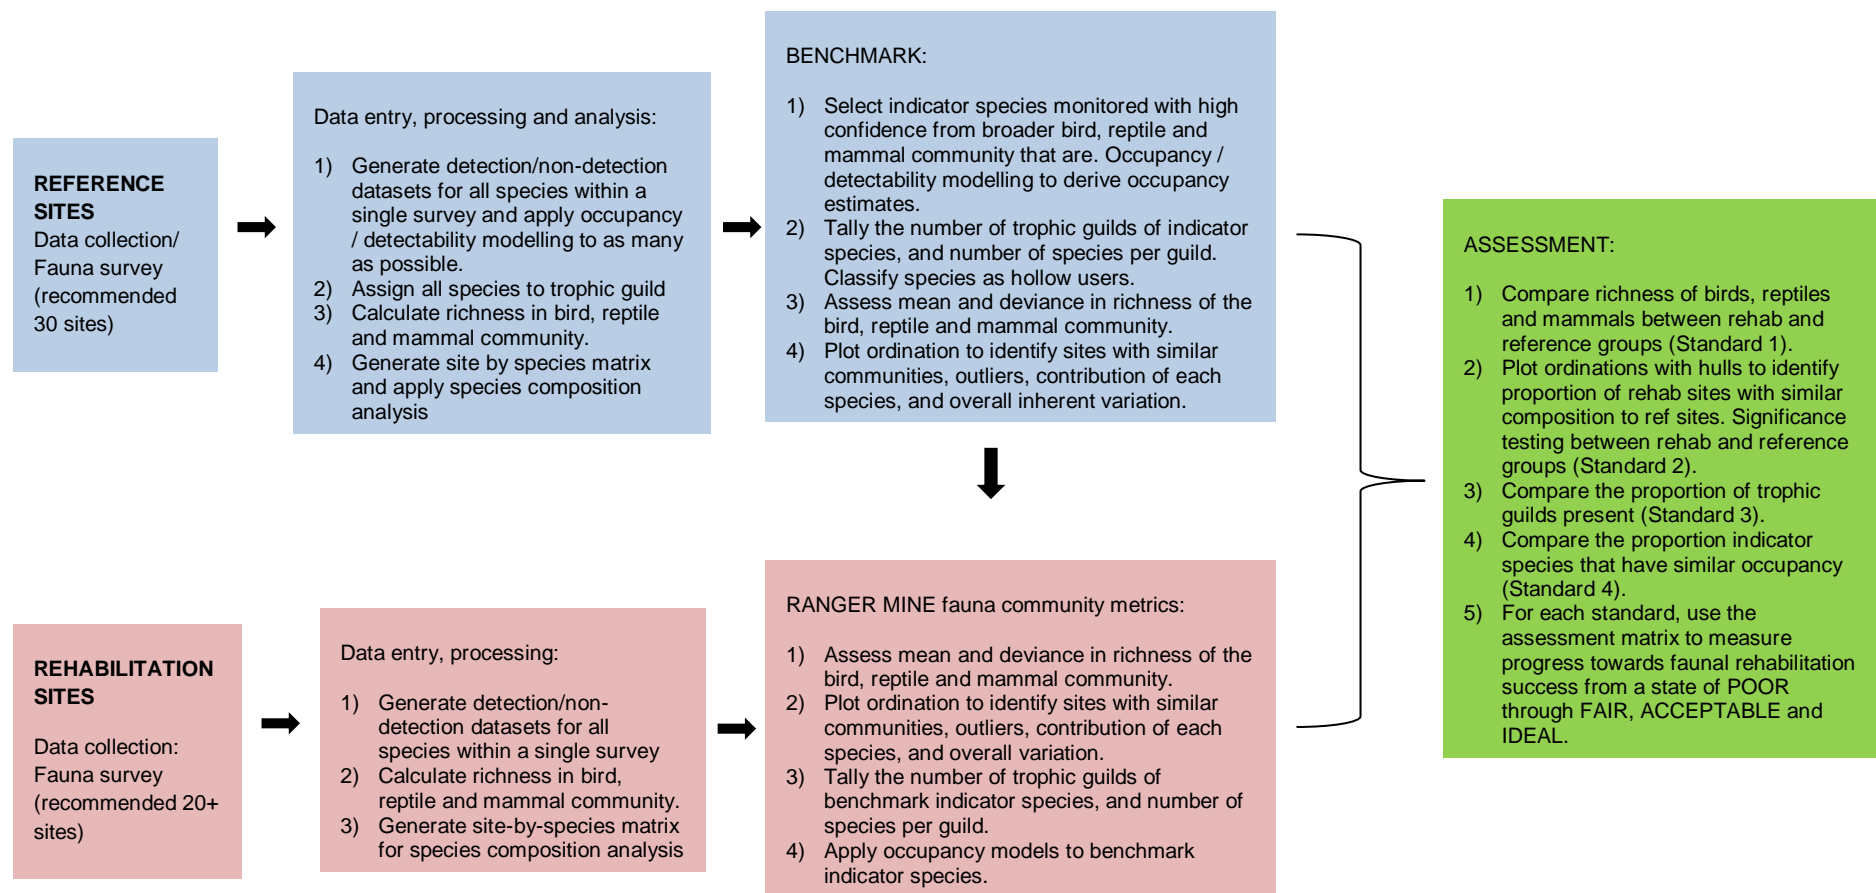 REFERENCE
SITES
Data collection/
Fauna survey
(recommended
30 sites)
Data entry, processing and analysis:
1) Generate detection/non-detection
datasets for all species within a
single survey and apply occupancy
/ detectability modelling to as many
as possible.
2) Assign all species to trophic guild
3) Calculate richness in bird, reptile
and mammal community.
4) Generate site by species matrix
and apply species composition
analysis
BENCHMARK:
1) Select indicator species monitored with high
confidence from broader bird, reptile and
mammal community that are. Occupancy /
detectability modelling to derive occupancy
estimates.
2) Tally the number of trophic guilds of indicator
species, and number of species per guild.
Classify species as hollow users.
3) Assess mean and deviance in richness of the
bird, reptile and mammal community.
4) Plot ordination to identify sites with similar
communities, outliers, contribution of each
species, and overall inherent variation.
REHABILITATION
SITES
Data collection:
Fauna survey
(recommended 20+
sites)
Data entry, processing:
1) Generate detection/non-
detection datasets for all
species within a single survey
2) Calculate richness in bird,
reptile and mammal community.
3) Generate site-by-species matrix
for species composition analysis
RANGER MINE fauna community metrics:
1) Assess mean and deviance in richness of the
bird, reptile and mammal community.
2) Plot ordination to identify sites with similar
communities, outliers, contribution of each
species, and overall variation.
3) Tally the number of trophic guilds of
benchmark indicator species, and number of
species per guild.
4) Apply occupancy models to benchmark
indicator species.
ASSESSMENT:
1) Compare richness of birds, reptiles
and mammals between rehab and
reference groups (Standard 1).
2) Plot ordinations with hulls to identify
proportion of rehab sites with similar
composition to ref sites. Significance
testing between rehab and reference
groups (Standard 2).
3) Compare the proportion of trophic
guilds present (Standard 3).
4) Compare the proportion indicator
species that have similar occupancy
(Standard 4).
5) For each standard, use the
assessment matrix to measure
progress towards faunal rehabilitation
success from a state of POOR
through FAIR, ACCEPTABLE and
IDEAL.